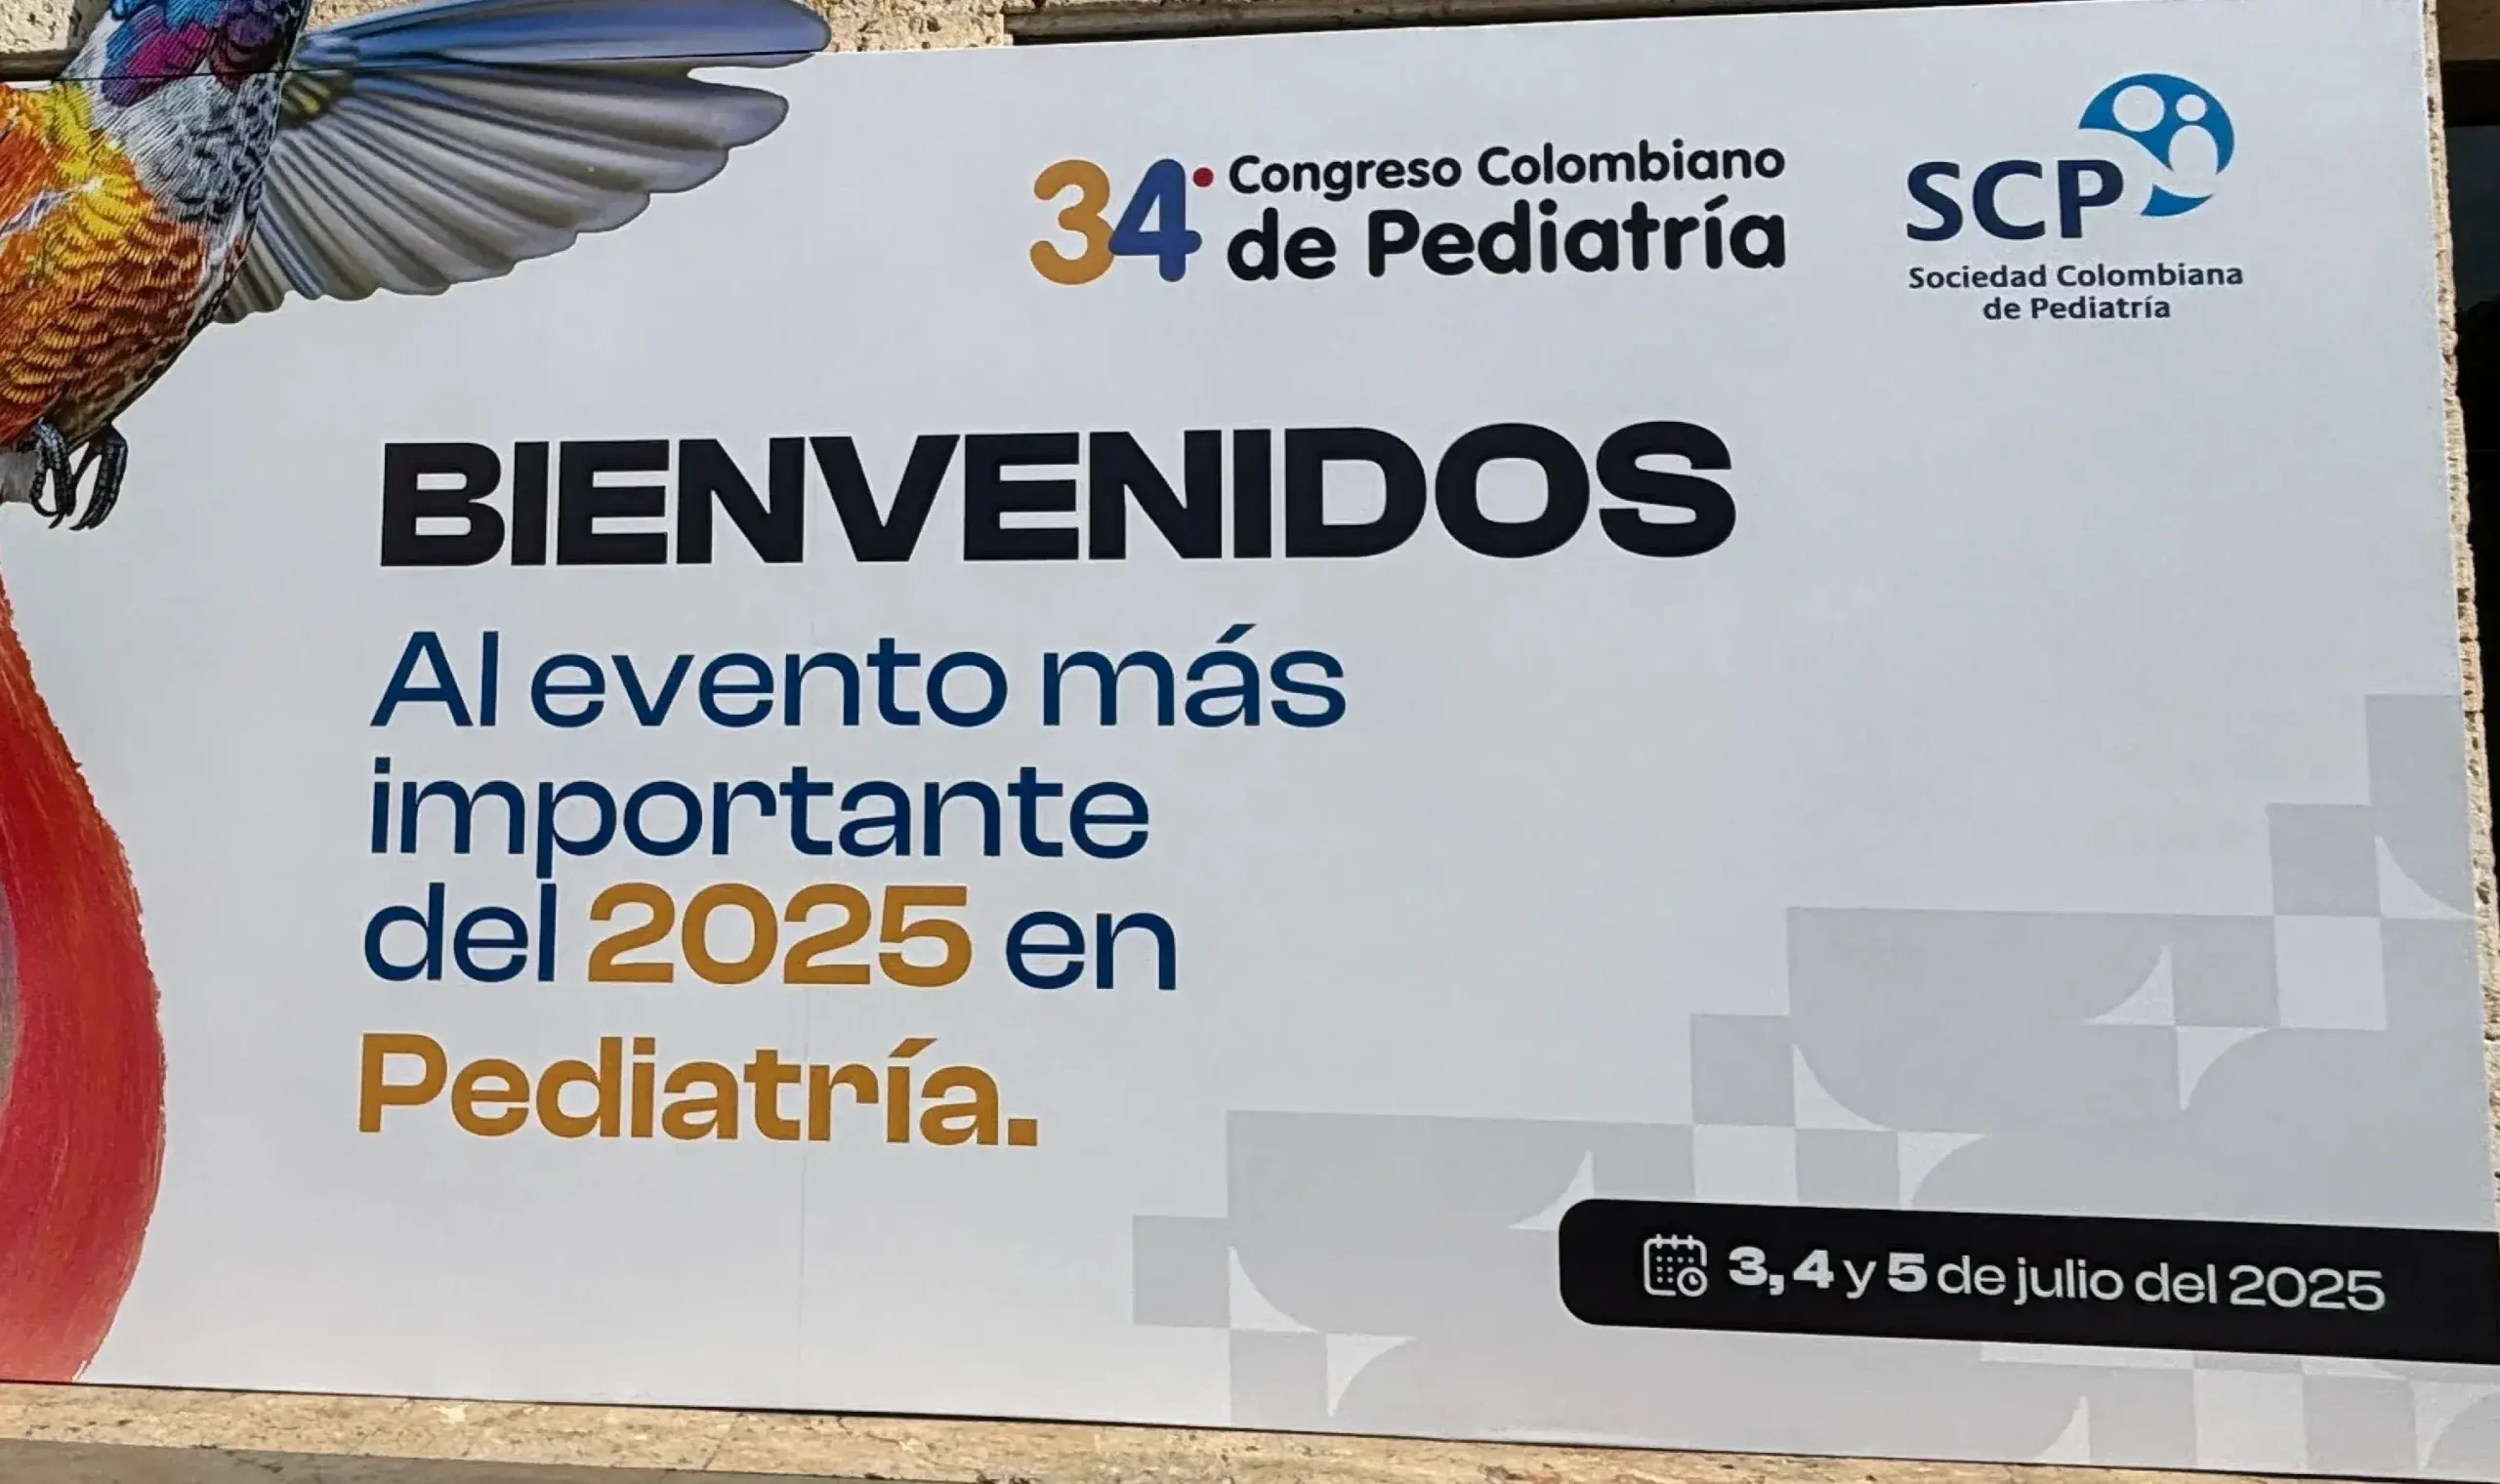 34° Congreso Colombiano
de Pediatría
SCP
Sociedad Colombiana
de Pediatría
BIENVENIDOS
Al evento más
importante
del 2025 en
Pediatría.
3, 4 y 5 de julio del 2025